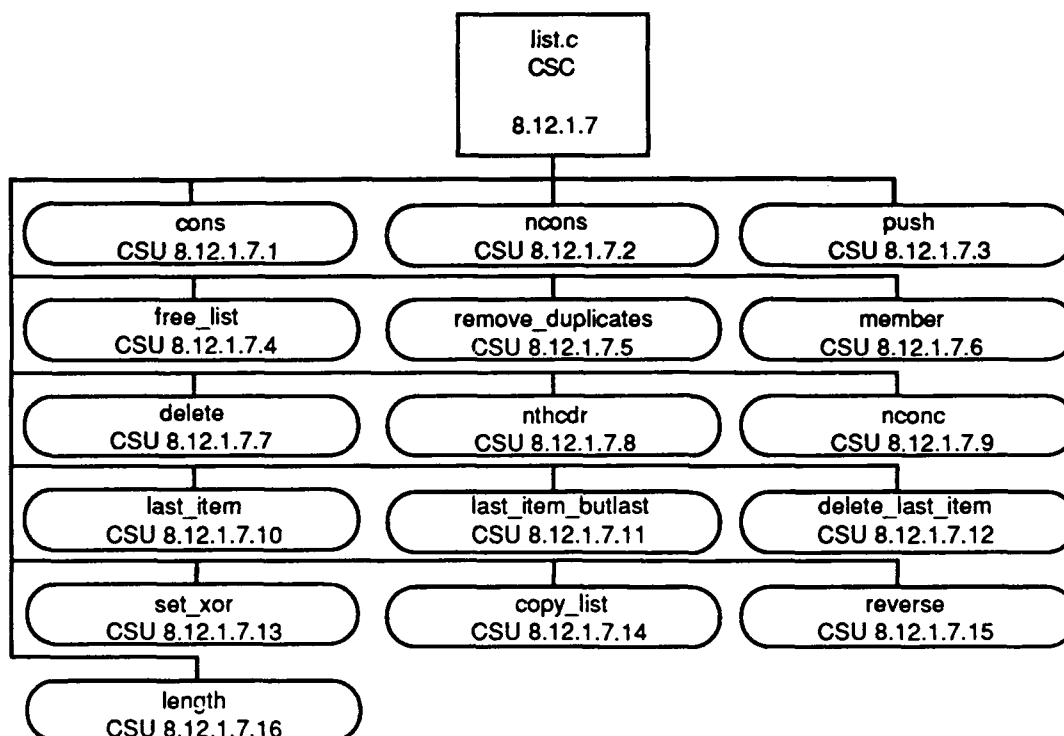 list.c
CSC
8.12.1.7
cons
CSU 8.12.1.7.1
ncons
CSU 8.12.1.7.2
push
CSU 8.12.1.7.3
free_list
CSU 8.12.1.7.4
remove_duplicates
CSU 8.12.1.7.5
member
CSU 8.12.1.7.6
delete
CSU 8.12.1.7.7
nthcdr
CSU 8.12.1.7.8
nconc
CSU 8.12.1.7.9
last_item
CSU 8.12.1.7.10
last_item_butlast
CSU 8.12.1.7.11
delete_last_item
CSU 8.12.1.7.12
set_xor
CSU 8.12.1.7.13
copy_list
CSU 8.12.1.7.14
reverse
CSU 8.12.1.7.15
length
CSU 8.12.1.7.16